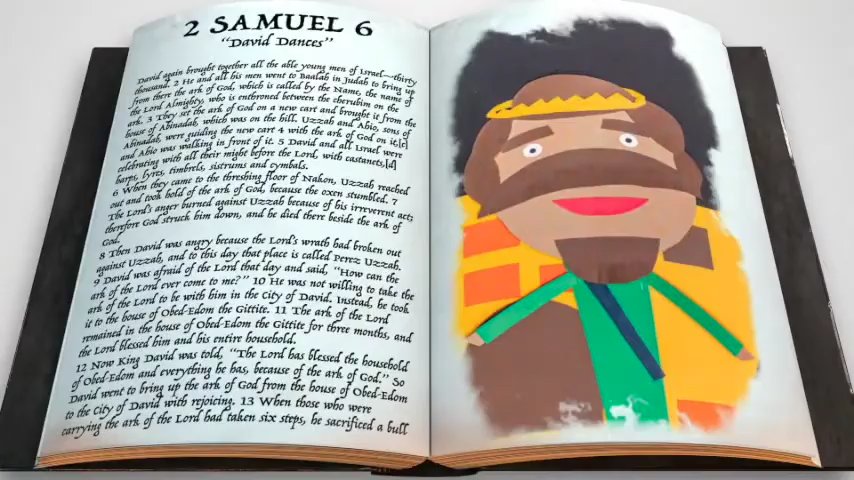 2 SAMUEL 6
"David Dances"
David again brought together all the able young men of Israel—thirty
thousand. 2 He and all his men went to Baalah in Judah to bring up
from there the ark of God, which is called by the Name, the name of
the Lord Almighty, who is enthroned between the cherubim on the
ark. 3 They set the ark of God on a new cart and brought it from the
house of Abinadab, which was on the hill. Uzzah and Ahio, sons of
Abinadab, were guiding the new cart 4 with the ark of God on it,[c]
and Ahio was walking in front of it. 5 David and all Israel were
celebrating with all their might before the Lord, with castanets,[d]
harps, lyres, timbrels, sistrums and cymbals.
6 When they came to the threshing floor of Nakon, Uzzah reached
out and took hold of the ark of God, because the oxen stumbled. 7
The Lord's anger burned against Uzzah because of his irreverent act;
therefore God struck him down, and he died there beside the ark of
God.
8 Then David was angry because the Lord's wrath had broken out
against Uzzah, and to this day that place is called Perez Uzzah.
9 David was afraid of the Lord that day and said, "How can the
ark of the Lord ever come to me?" 10 He was not willing to take the
ark of the Lord to be with him in the City of David. Instead, he took
it to the house of Obed-Edom the Gittite. 11 The ark of the Lord
remained in the house of Obed-Edom the Gittite for three months, and
the Lord blessed him and his entire household.
12 Now King David was told, "The Lord has blessed the household
of Obed-Edom and everything he has, because of the ark of God." So
David went to bring up the ark of God from the house of Obed-Edom
to the City of David with rejoicing. 13 When those who were
carrying the ark of the Lord had taken six steps, he sacrificed a bull